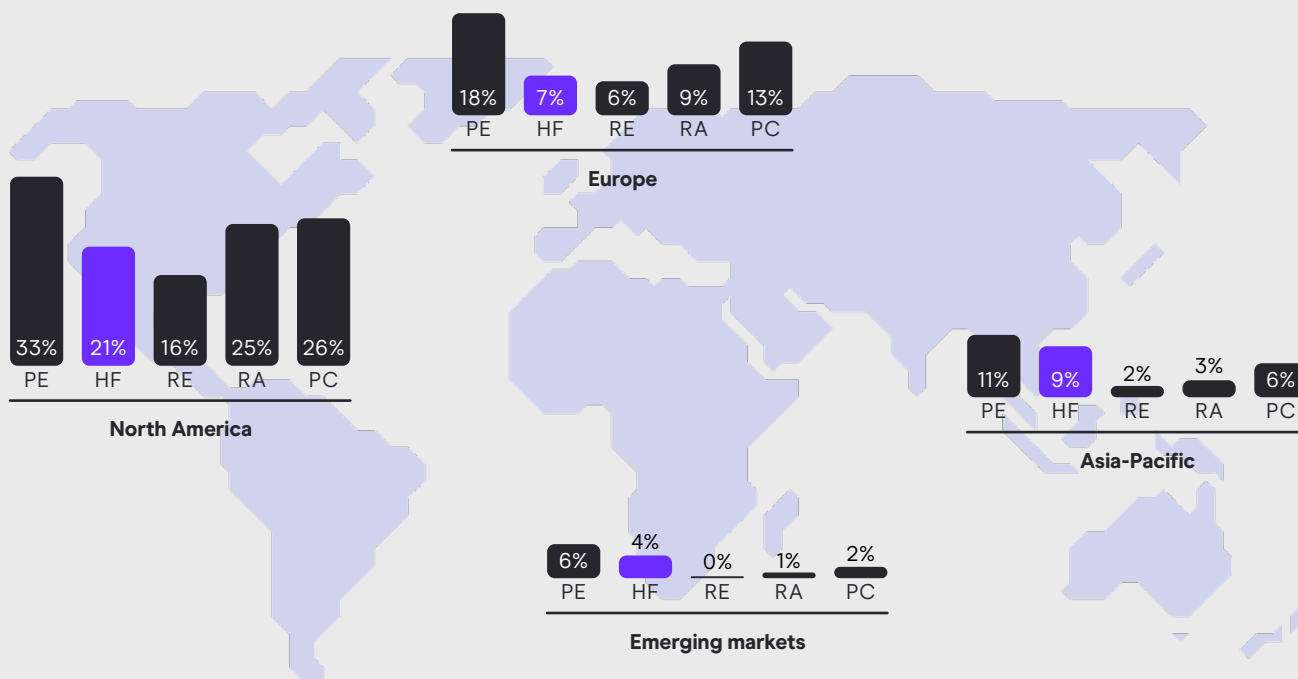 18% 7% 6% 9% 13%
PE HF RE RA PC
Europe
33% 21% 16% 25% 26%
PE HF RE RA PC
North America
11% 9% 2% 3% 6%
PE HF RE RA PC
Asia-Pacific
6% 4% 0% 1% 2%
PE HF RE RA PC
Emerging markets